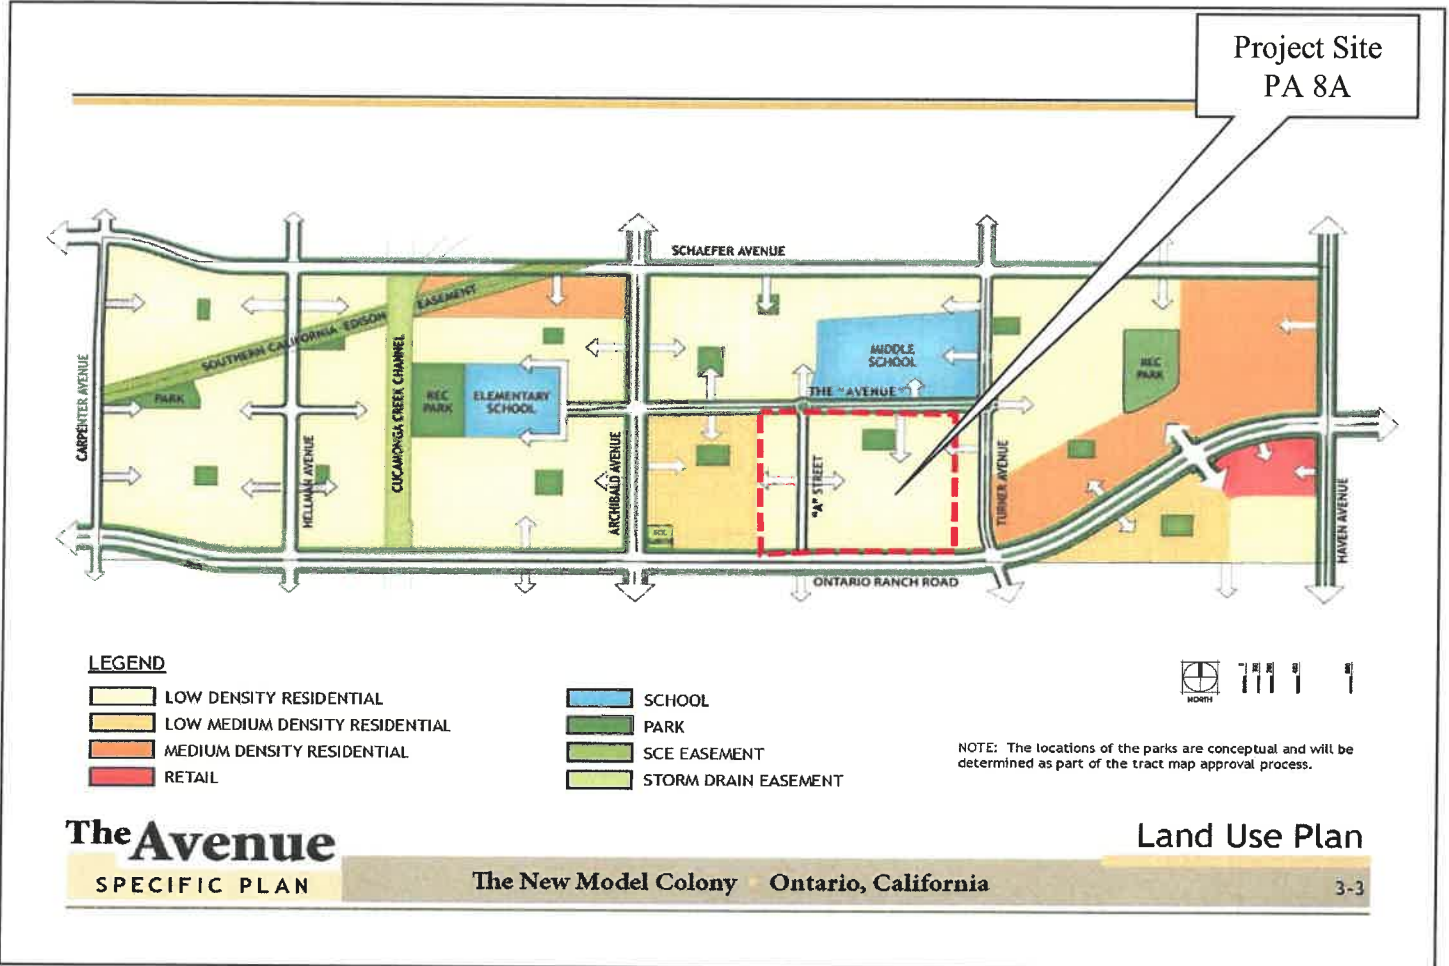 Project Site
PA 8A
SCHAEFER AVENUE
SOUTHERN CALIFORNIA EDISON EASEMENT
CARPENTER AVENUE
PARK
HELLMAN AVENUE
CUCAMONGA CREEK CHANNEL
REC
PARK
ELEMENTARY
SCHOOL
ARCHIBALD AVENUE
MIDDLE
SCHOOL
THE "AVENUE"
"A" STREET
TURNER AVENUE
REC
PARK
HAVEN AVENUE
ONTARIO RANCH ROAD
LEGEND
LOW DENSITY RESIDENTIAL
LOW MEDIUM DENSITY RESIDENTIAL
MEDIUM DENSITY RESIDENTIAL
RETAIL
SCHOOL
PARK
SCE EASEMENT
STORM DRAIN EASEMENT
NORTH
NOTE: The locations of the parks are conceptual and will be
determined as part of the tract map approval process.
The Avenue
SPECIFIC PLAN
The New Model Colony Ontario, California
Land Use Plan
3-3